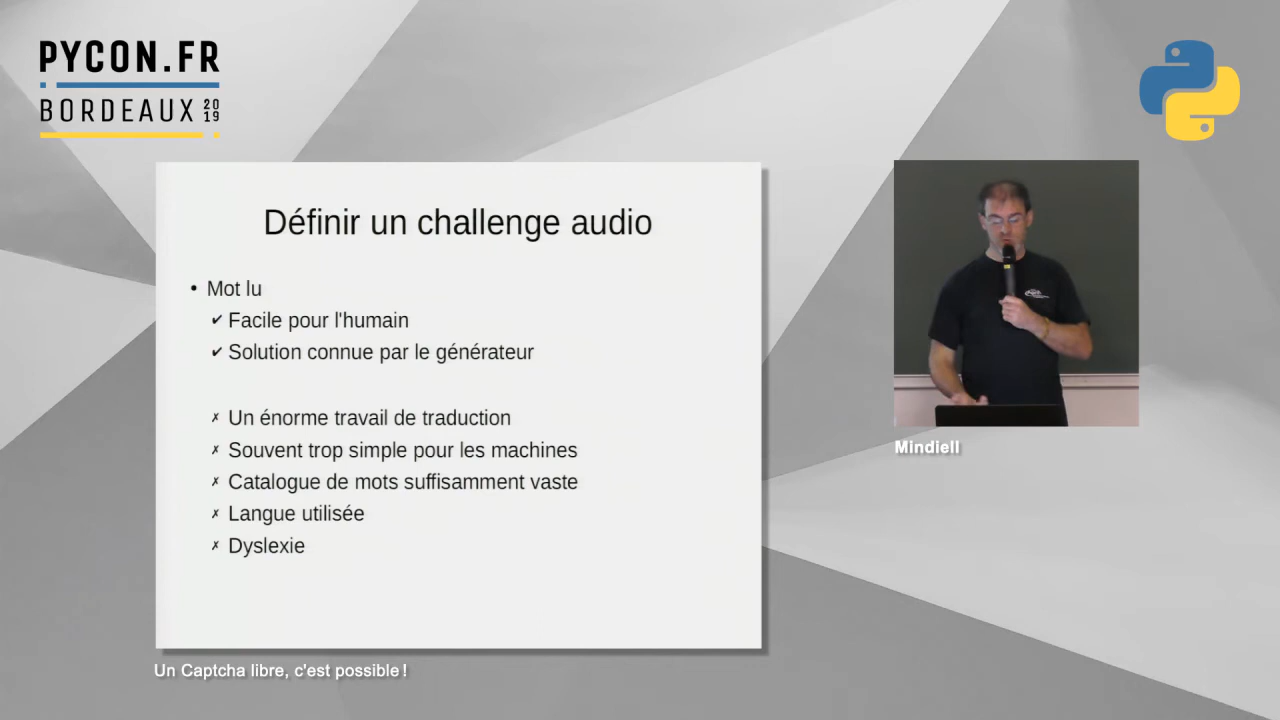 PYCON.FR
BORDEAUX 2019
Définir un challenge audio
• Mot lu
✔ Facile pour l'humain
✔ Solution connue par le générateur
✗ Un énorme travail de traduction
✗ Souvent trop simple pour les machines
✗ Catalogue de mots suffisamment vaste
✗ Langue utilisée
✗ Dyslexie
Mindiell
Un Captcha libre, c'est possible !